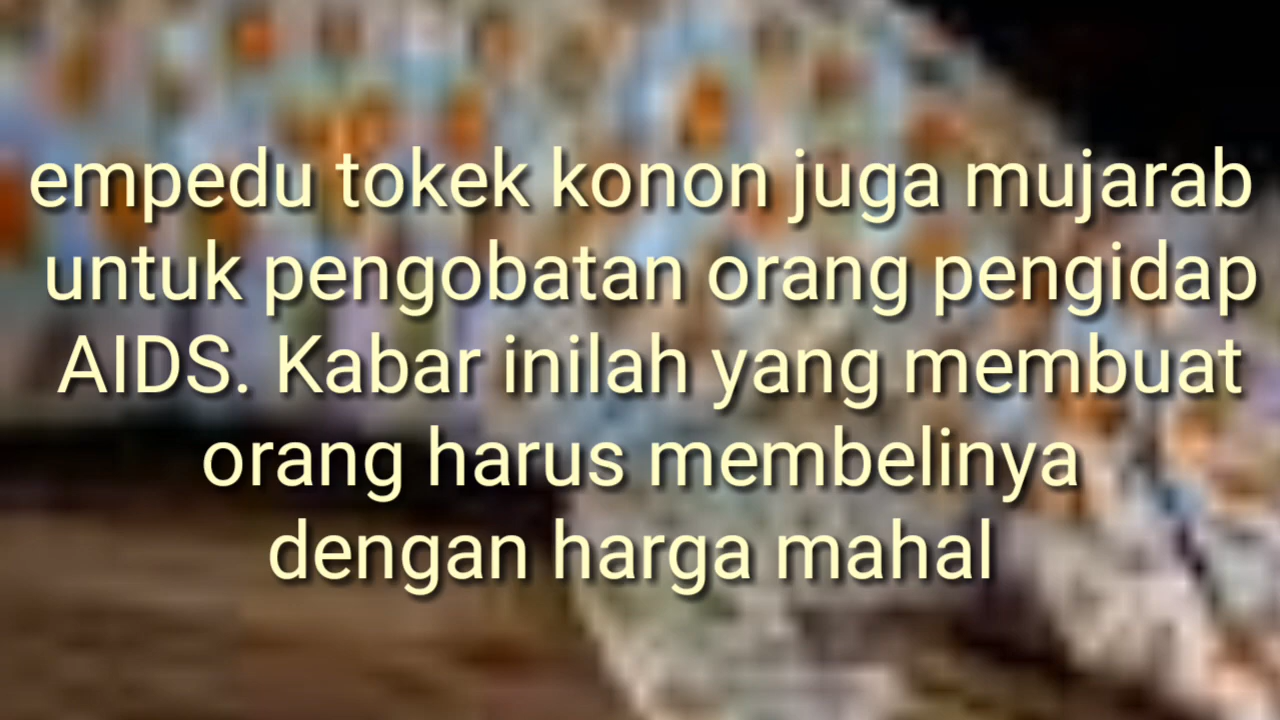 empedu tokek konon juga mujarab
untuk pengobatan orang pengidap
AIDS. Kabar inilah yang membuat
orang harus membelinya
dengan harga mahal